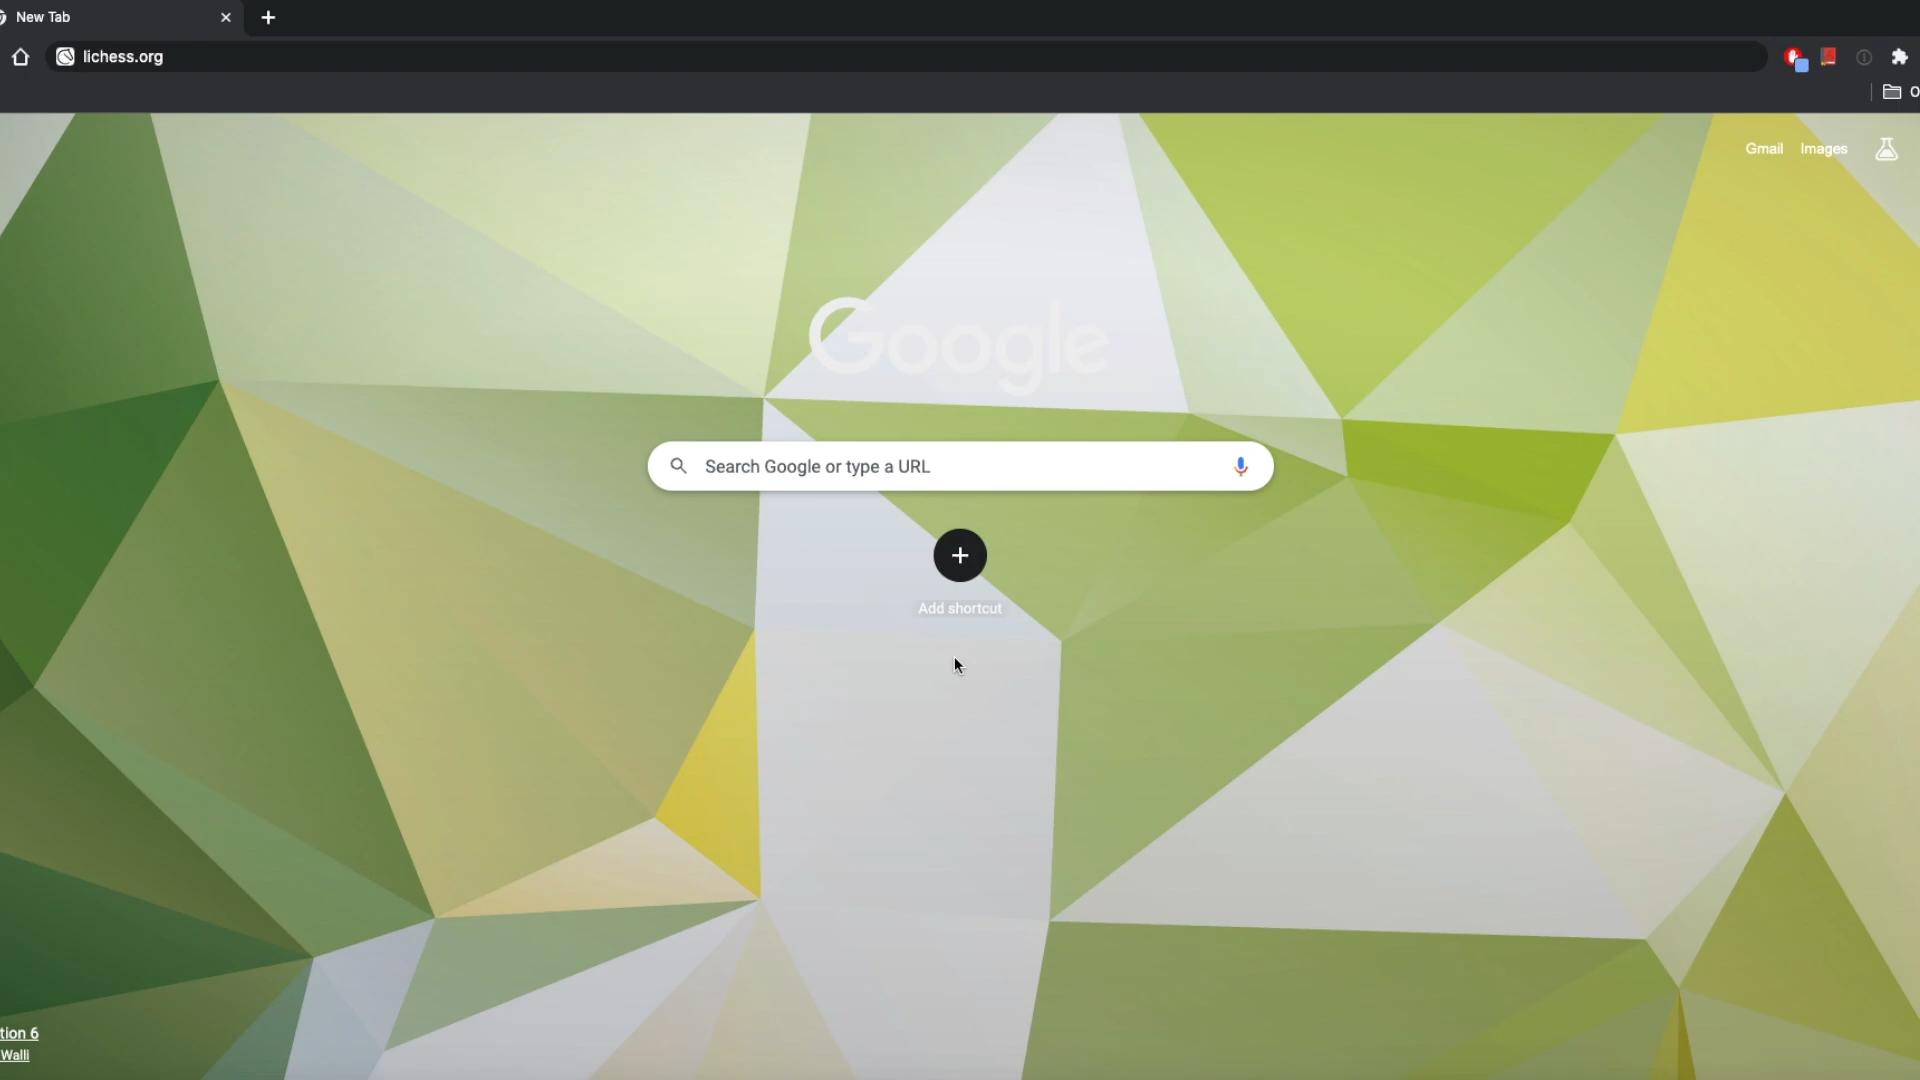 New Tab
lichess.org
O
Gmail Images
Google
Search Google or type a URL
Add shortcut
tion 6
Walli